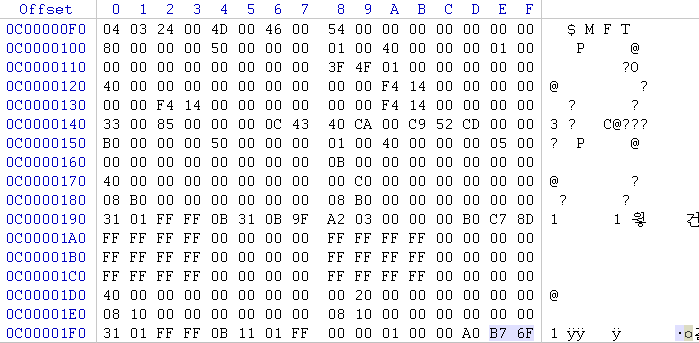 Offset 0 1 2 3 4 5 6 7 8 9 A B C D E F
0C00000F0 04 03 24 00 4D 00 46 00 54 00 00 00 00 00 00 00 $ M F T
0C0000100 80 00 00 00 50 00 00 00 01 00 40 00 00 00 01 00 P @
0C0000110 00 00 00 00 00 00 00 00 3F 4F 01 00 00 00 00 00 ?O
0C0000120 40 00 00 00 00 00 00 00 00 00 F4 14 00 00 00 00 @ ?
0C0000130 00 00 F4 14 00 00 00 00 00 00 F4 14 00 00 00 00 ? ?
0C0000140 33 00 85 00 00 00 0C 43 40 CA 00 C9 52 CD 00 00 3 ? C@???
0C0000150 B0 00 00 00 50 00 00 00 01 00 40 00 00 00 05 00 ? P @
0C0000160 00 00 00 00 00 00 00 00 0B 00 00 00 00 00 00 00
0C0000170 40 00 00 00 00 00 00 00 00 C0 00 00 00 00 00 00 @ ?
0C0000180 08 B0 00 00 00 00 00 00 08 B0 00 00 00 00 00 00 ? ?
0C0000190 31 01 FF FF 0B 31 0B 9F A2 03 00 00 00 B0 C7 8D 1 1 윟 건
0C00001A0 FF FF FF FF 00 00 00 00 FF FF FF FF 00 00 00 00
0C00001B0 FF FF FF FF 00 00 00 00 FF FF FF FF 00 00 00 00
0C00001C0 FF FF FF FF 00 00 00 00 FF FF FF FF 00 00 00 00
0C00001D0 40 00 00 00 00 00 00 00 00 20 00 00 00 00 00 00 @
0C00001E0 08 10 00 00 00 00 00 00 08 10 00 00 00 00 00 00
0C00001F0 31 01 FF FF 0B 11 01 FF 00 00 01 00 00 A0 B7 6F 1 ÿÿ ÿ ·o